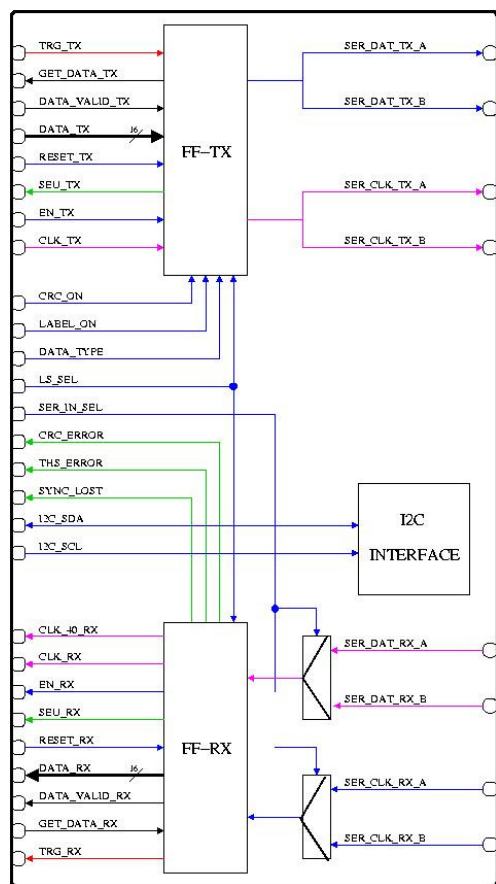 TRG_TX
GET_DATA_TX
DATA_VALID_TX
DATA_TX 16
RESET_TX
SEU_TX
EN_TX
CLK_TX
FF-TX
SER_DAT_TX_A
SER_DAT_TX_B
SER_CLK_TX_A
SER_CLK_TX_B
CRC_ON
LABEL_ON
DATA_TYPE
LS_SEL
SER_IN_SEL
CRC_ERROR
THS_ERROR
SYNC_LOST
I2C_SDA
I2C_SCL
I2C
INTERFACE
CLK_40_RX
CLK_RX
EN_RX
SEU_RX
RESET_RX
DATA_RX 16
DATA_VALID_RX
GET_DATA_RX
TRG_RX
FF-RX
SER_DAT_RX_A
SER_DAT_RX_B
SER_CLK_RX_A
SER_CLK_RX_B